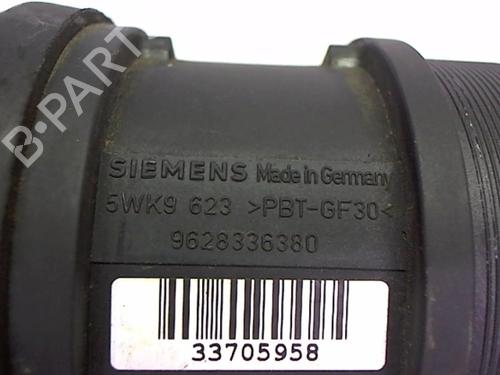 B-PART
SIEMENS Made in Germany
5WK9 623 >PBT-GF30<
9628336380
33705958